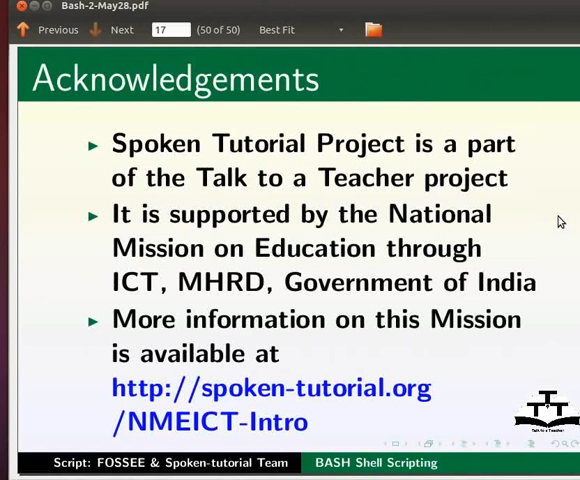 Bash-2-May28.pdf
Previous Next 17 (50 of 50) Best Fit
Acknowledgements
Spoken Tutorial Project is a part
of the Talk to a Teacher project
It is supported by the National
Mission on Education through
ICT, MHRD, Government of India
More information on this Mission
is available at
http://spoken-tutorial.org
/NMEICT-Intro
Talk to a Teacher
Script: FOSSEE & Spoken-tutorial Team BASH Shell Scripting